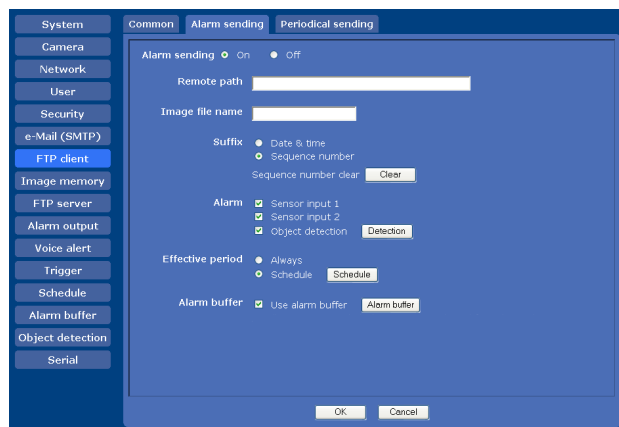 System
Camera
Network
User
Security
e-Mail (SMTP)
FTP client
Image memory
FTP server
Alarm output
Voice alert
Trigger
Schedule
Alarm buffer
Object detection
Serial
Common Alarm sending Periodical sending
Alarm sending On Off
Remote path
Image file name
Suffix Date & time
Sequence number
Sequence number clear Clear
Alarm Sensor input 1
Sensor input 2
Object detection Detection
Effective period Always
Schedule Schedule
Alarm buffer Use alarm buffer Alarm buffer
OK Cancel